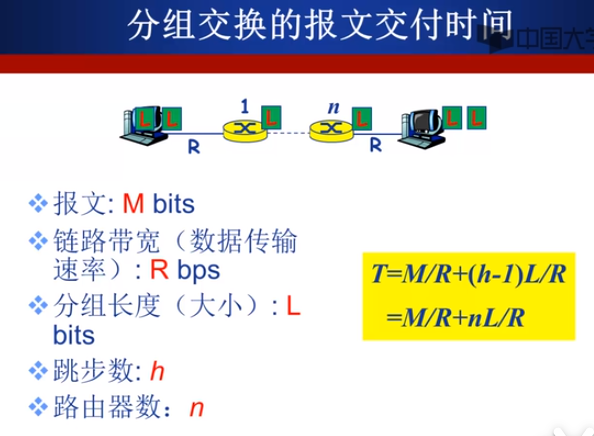 分组交换的报文交付时间
中国大学
1
n
L L
L
L
L L
R
R
报文: M bits
链路带宽（数据传输
速率）: R bps
分组长度（大小）: L
bits
跳步数: h
路由器数：n
T=M/R+(h-1)L/R
=M/R+nL/R